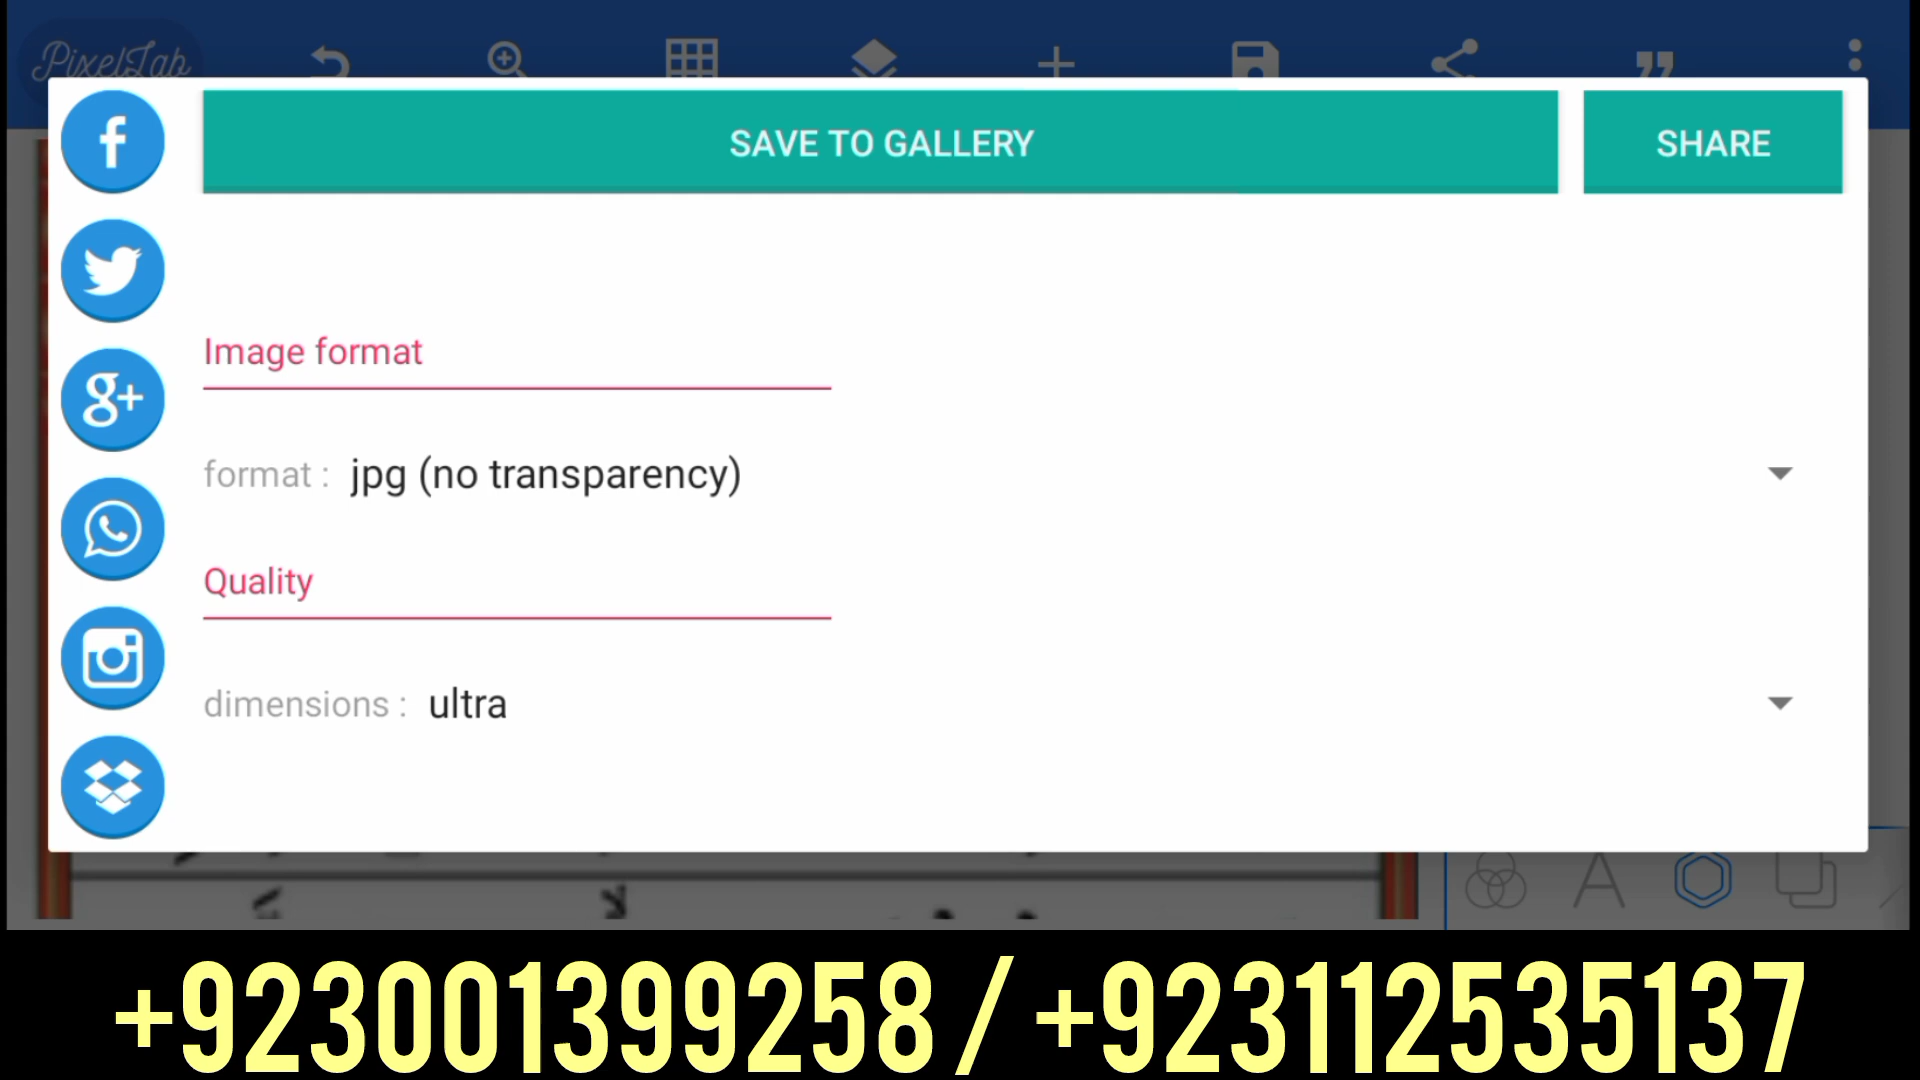 PixelLab
SAVE TO GALLERY
SHARE
Image format
format : jpg (no transparency)
Quality
dimensions : ultra
+923001399258 / +923112535137